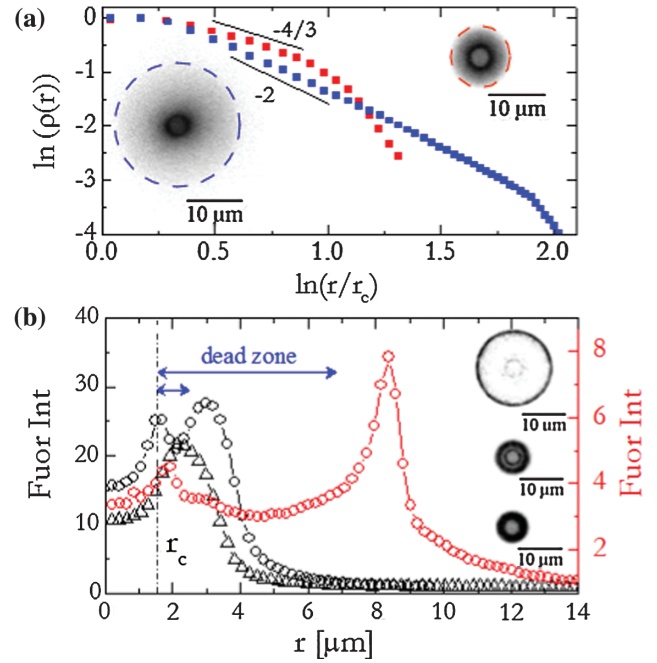 (a)
0
-1
-2
-3
-4
ln (ρ(r))
-4/3
-2
10 μm
10 μm
0.0
0.5
1.0
1.5
2.0
ln(r/rc)
(b)
40
30
20
10
0
Fuor Int
dead zone
rc
10 μm
10 μm
10 μm
8
6
4
2
Fuor Int
0
2
4
6
8
10
12
14
r [μm]